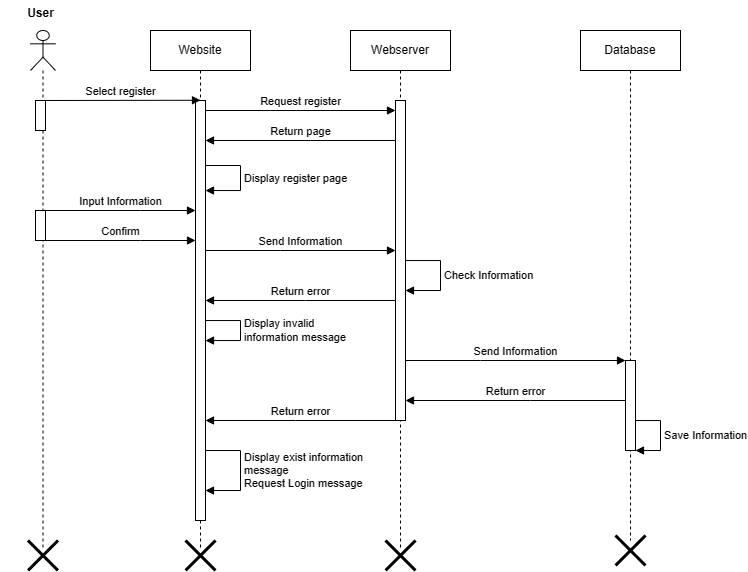 User
Website
Webserver
Database
Select register
Request register
Return page
Display register page
Input Information
Confirm
Send Information
Check Information
Return error
Display invalid
information message
Send Information
Return error
Return error
Save Information
Display exist information
message
Request Login message